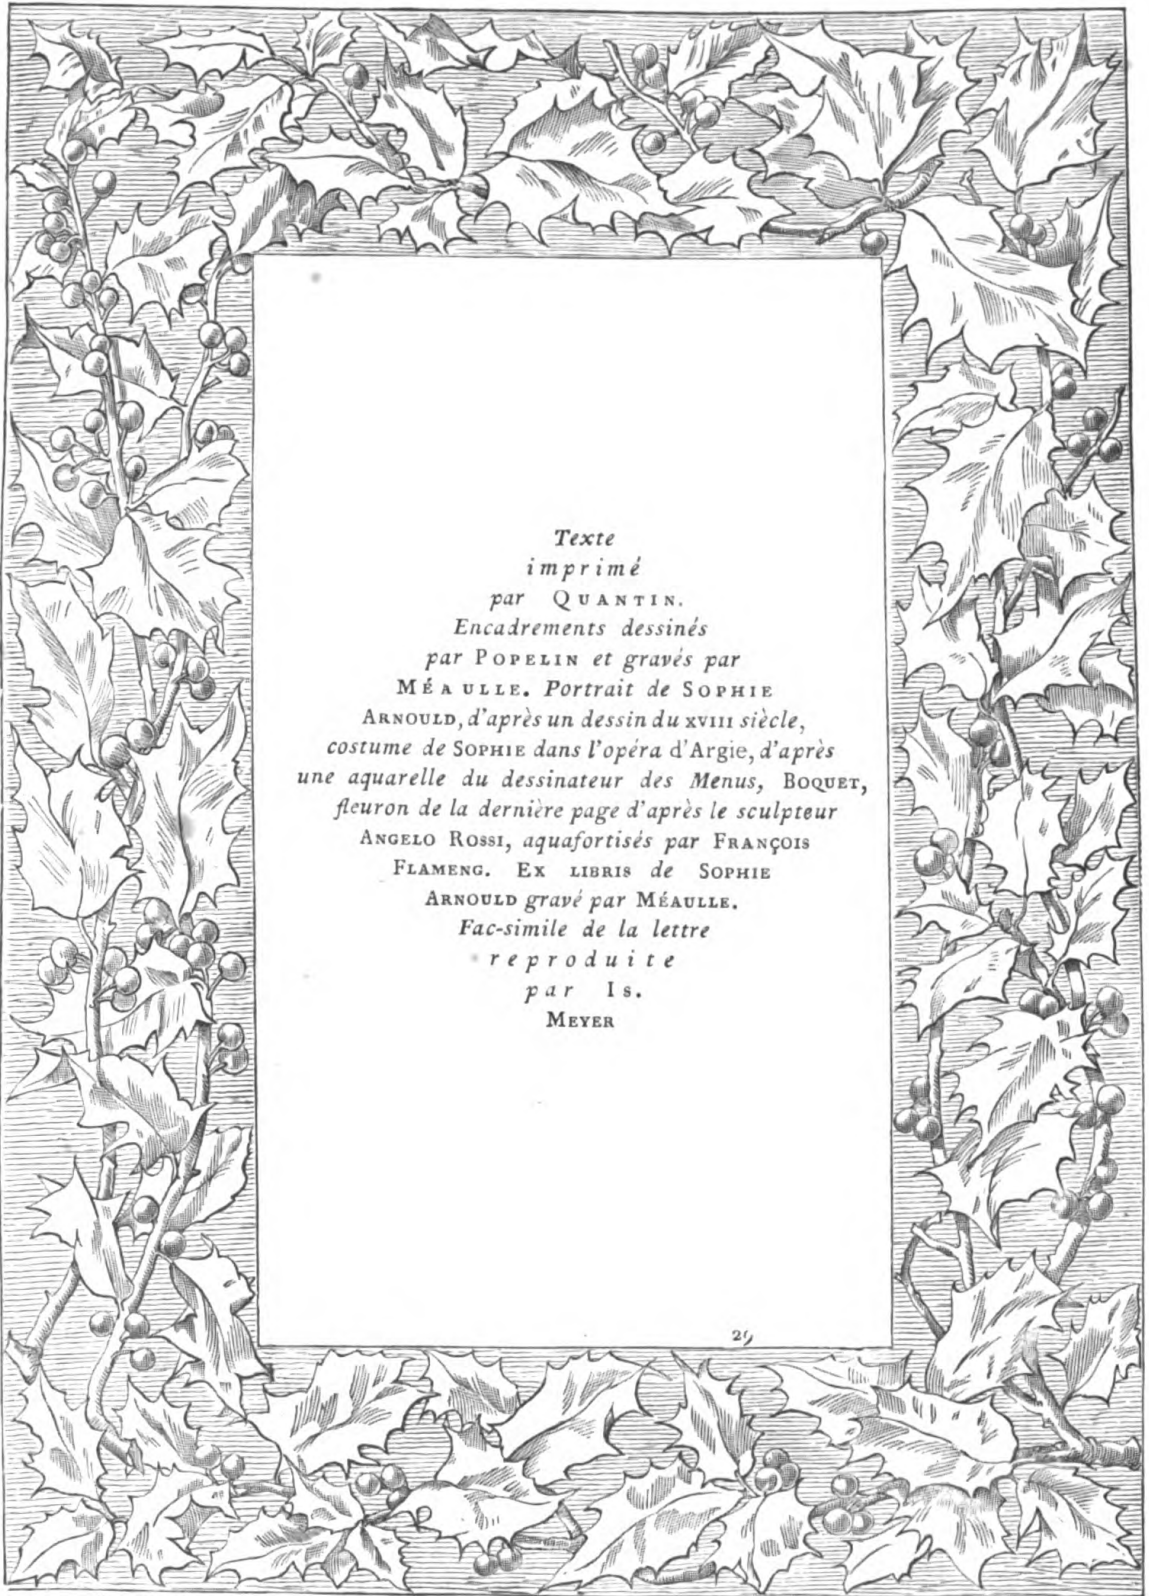 Texte
imprimé
par QUANTIN.
Encadrements dessinés
par POPELIN et gravés par
MÉAULLE. Portrait de SOPHIE
ARNOULD, d'après un dessin du XVIII siècle,
costume de SOPHIE dans l'opéra d'Argie, d'après
une aquarelle du dessinateur des Menus, BOQUET,
fleuron de la dernière page d'après le sculpteur
ANGELO ROSSI, aquafortisés par FRANÇOIS
FLAMENG. EX LIBRIS de SOPHIE
ARNOULD gravé par MÉAULLE.
Fac-simile de la lettre
reproduite
par IS.
MEYER